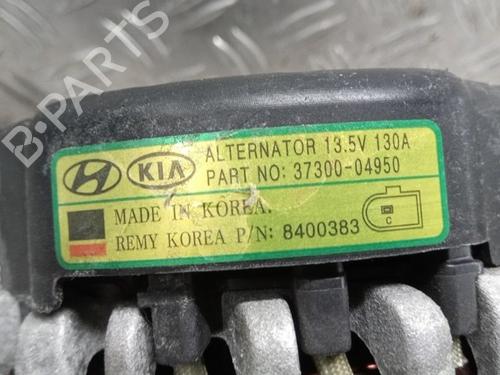 B-PARTS
KIA
ALTERNATOR 13.5V 130A
PART NO: 37300-04950
MADE IN KOREA.
REMY KOREA P/N: 8400383
C